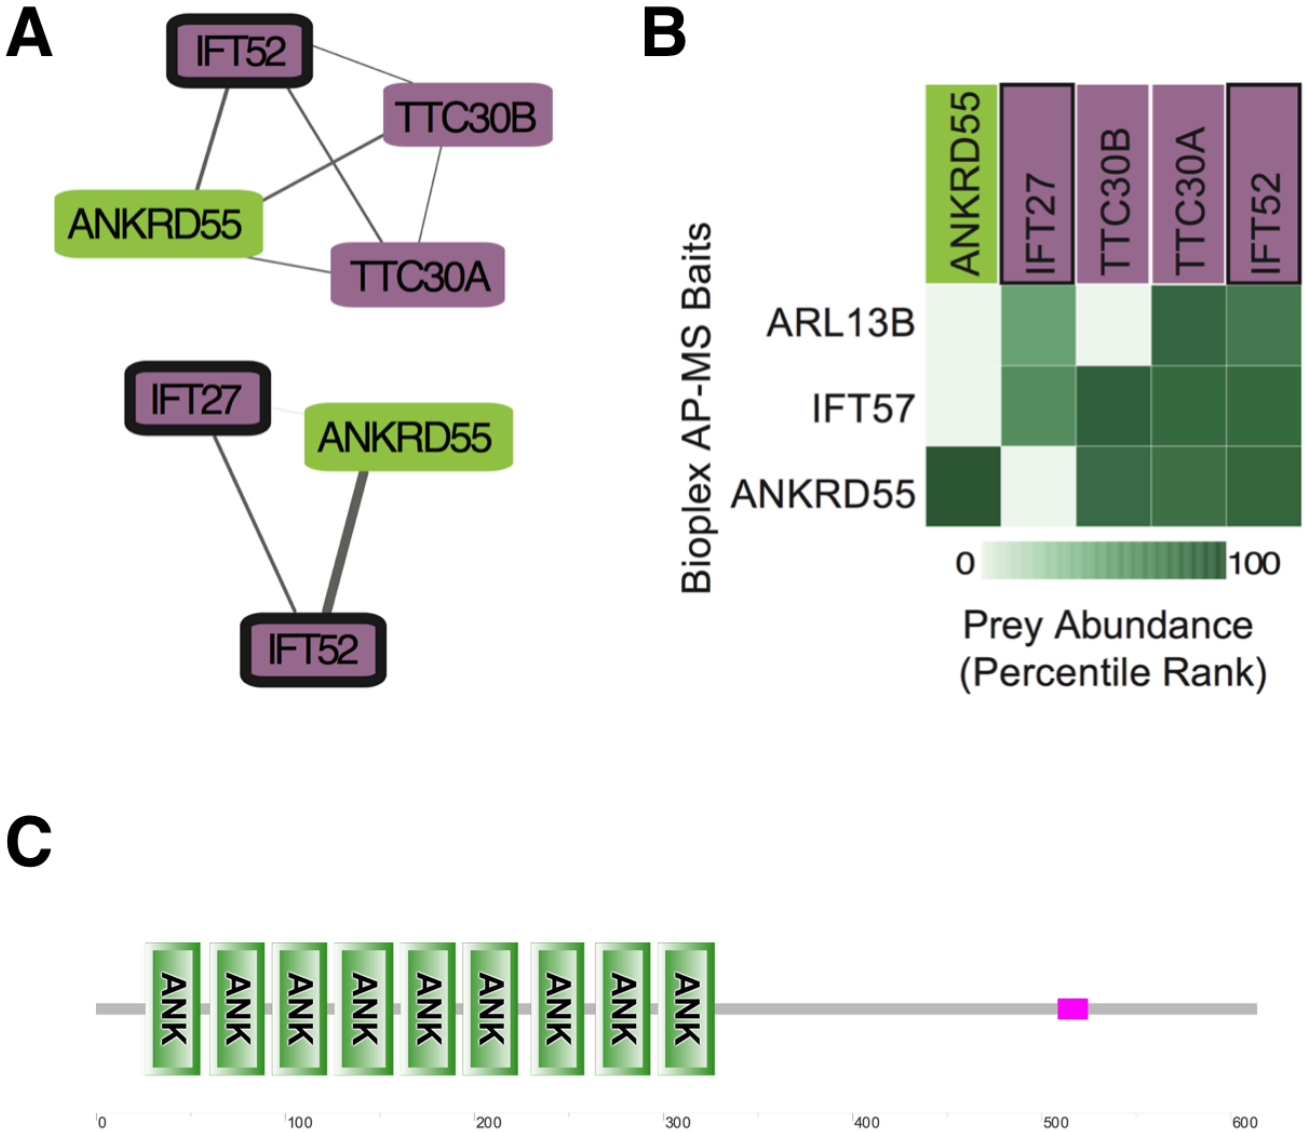 A
IFT52
TTC30B
ANKRD55
TTC30A
IFT27
ANKRD55
IFT52
B
ANKRD55
IFT27
TTC30B
TTC30A
IFT52
Bioplex AP-MS Baits
ARL13B
IFT57
ANKRD55
0
100
Prey Abundance
(Percentile Rank)
C
ANK ANK ANK ANK ANK ANK ANK ANK ANK
0 100 200 300 400 500 600